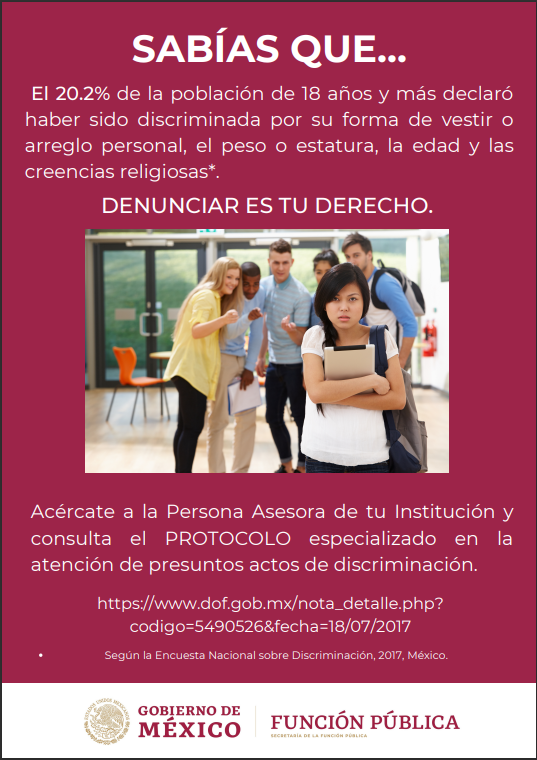 SABÍAS QUE...
El 20.2% de la población de 18 años y más declaró
haber sido discriminada por su forma de vestir o
arreglo personal, el peso o estatura, la edad y las
creencias religiosas*.
DENUNCIAR ES TU DERECHO.
Acércate a la Persona Asesora de tu Institución y
consulta el PROTOCOLO especializado en la
atención de presuntos actos de discriminación.
https://www.dof.gob.mx/nota_detalle.php?
codigo=5490526&fecha=18/07/2017
• Según la Encuesta Nacional sobre Discriminación, 2017, México.
GOBIERNO DE
MÉXICO
FUNCIÓN PÚBLICA
SECRETARÍA DE LA FUNCIÓN PÚBLICA